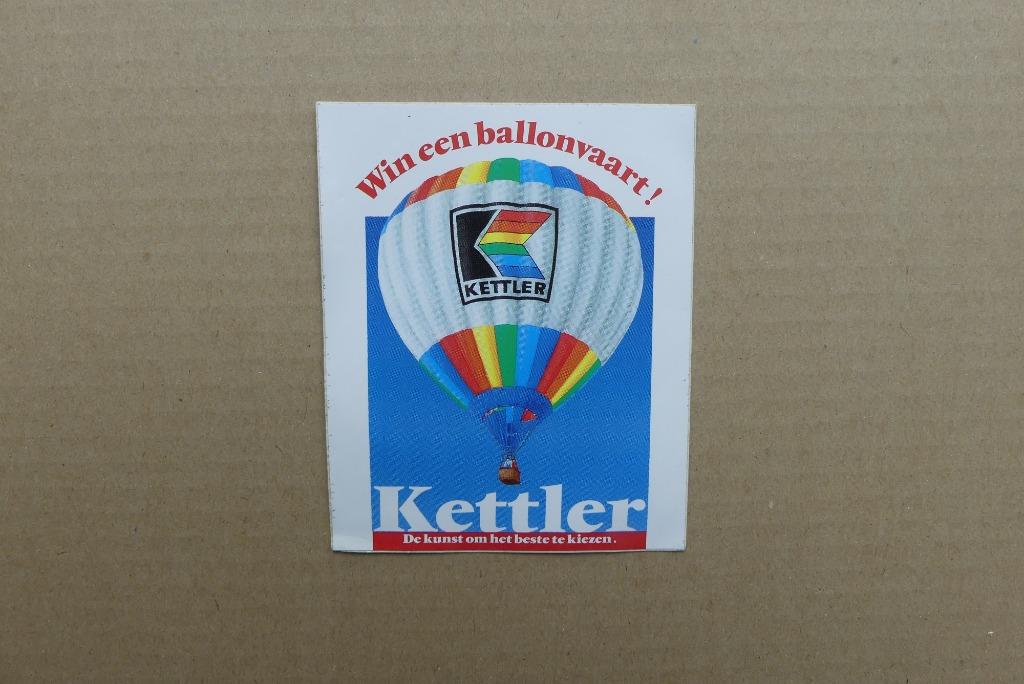 Win een ballonvaart!
KETTLER
Kettler
De kunst om het beste te kiezen.